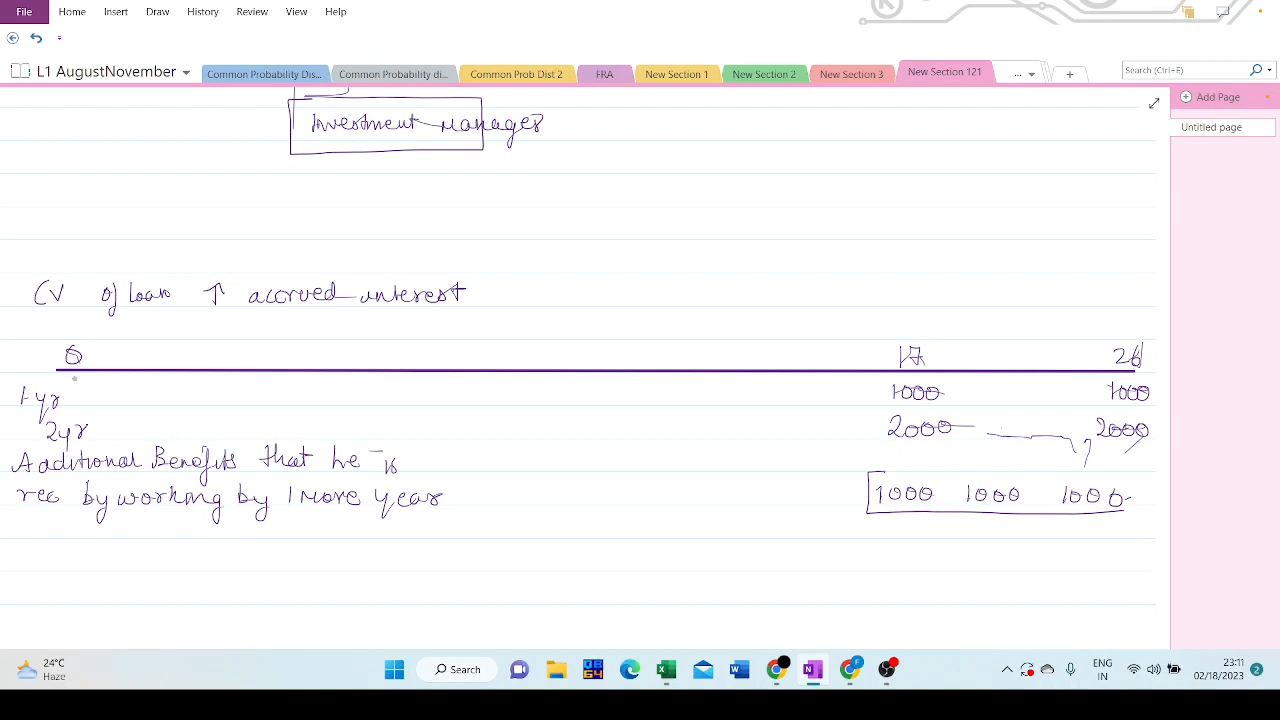 File Home Insert Draw History Review View Help
L1 AugustNovember Common Probability Dis... Common Probability di... Common Prob Dist 2 FRA New Section 1 New Section 2 New Section 3 New Section 121 ... + Search (Ctrl+E)
Add Page
Untitled page
Investment manager
CV of loan ↑ accrued interest
0 17 26
1yr 1000 1000
2yr 2000 2000
Additional Benefits that he
rec by working by 1 more year 1000 1000 1000
24°C
Haze
Search
ENG
IN
23:11
02/18/2023
2